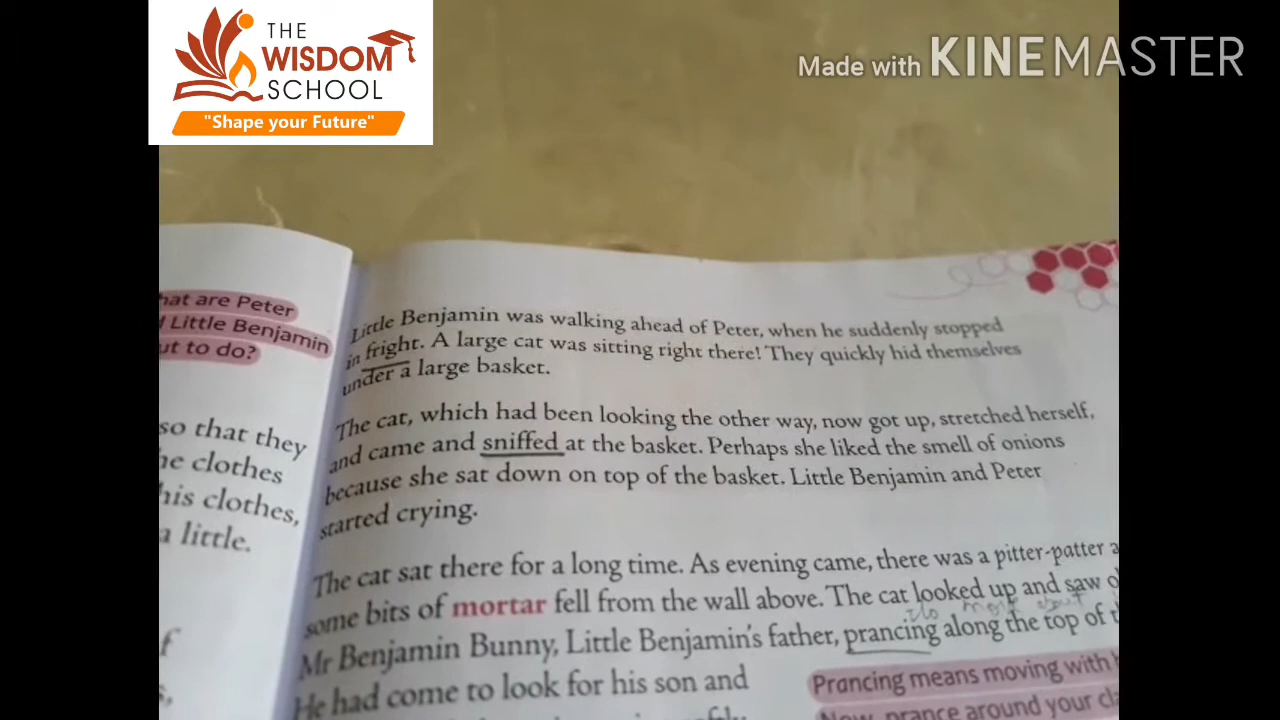 THE
WISDOM
SCHOOL
"Shape your Future"
Made with KINEMASTER
hat are Peter
Little Benjamin
ut to do?
so that they
he clothes
his clothes,
a little.
f
s,
Little Benjamin was walking ahead of Peter, when he suddenly stopped
in fright. A large cat was sitting right there! They quickly hid themselves
under a large basket.
The cat, which had been looking the other way, now got up, stretched herself,
and came and sniffed at the basket. Perhaps she liked the smell of onions
because she sat down on top of the basket. Little Benjamin and Peter
started crying.
The cat sat there for a long time. As evening came, there was a pitter-patter a
some bits of mortar fell from the wall above. The cat looked up and saw o
Mr Benjamin Bunny, Little Benjamin's father, prancing along the top of t
He had come to look for his son and
Prancing means moving with
Now, prance around your cla